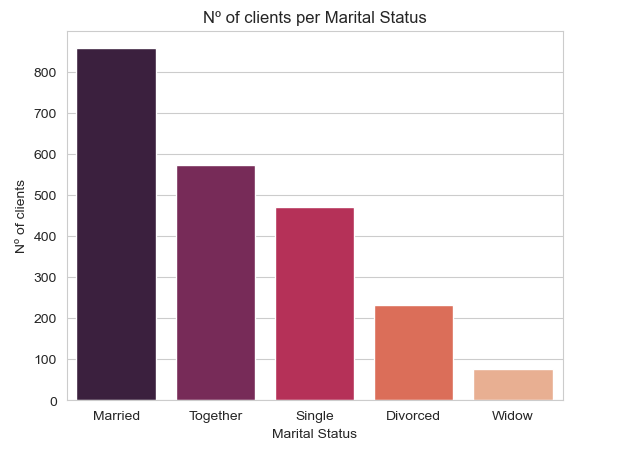 Nº of clients per Marital Status
Nº of clients
800
700
600
500
400
300
200
100
0
Married Together Single Divorced Widow
Marital Status